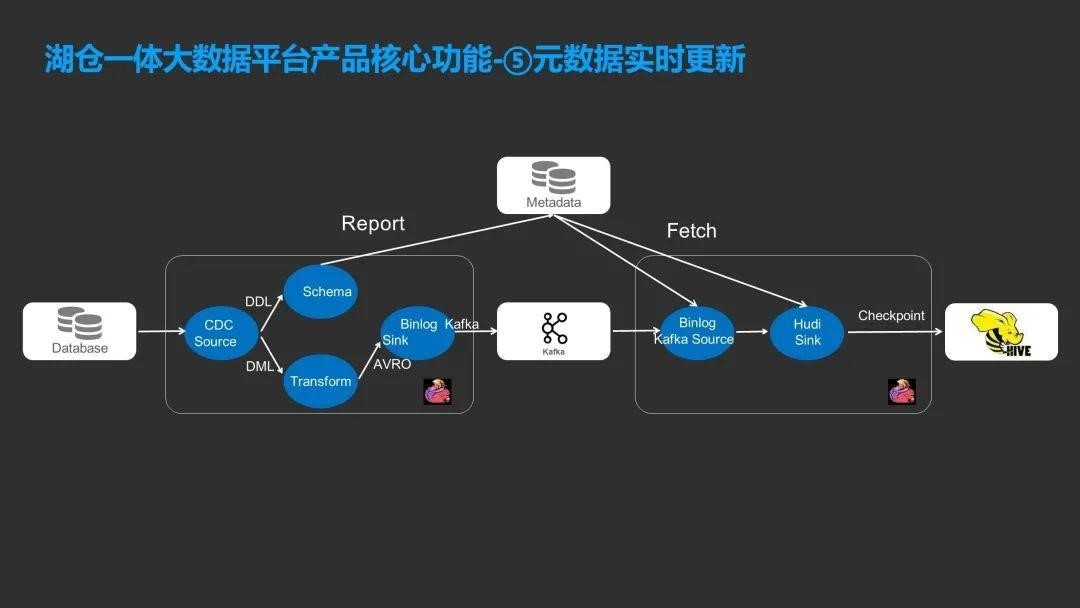 湖仓一体大数据平台产品核心功能-⑤元数据实时更新
Metadata
Report
Fetch
Database
CDC
Source
DDL
DML
Schema
Transform
AVRO
Binlog Kafka
Sink
Kafka
Binlog
Kafka Source
Hudi
Sink
Checkpoint
HIVE